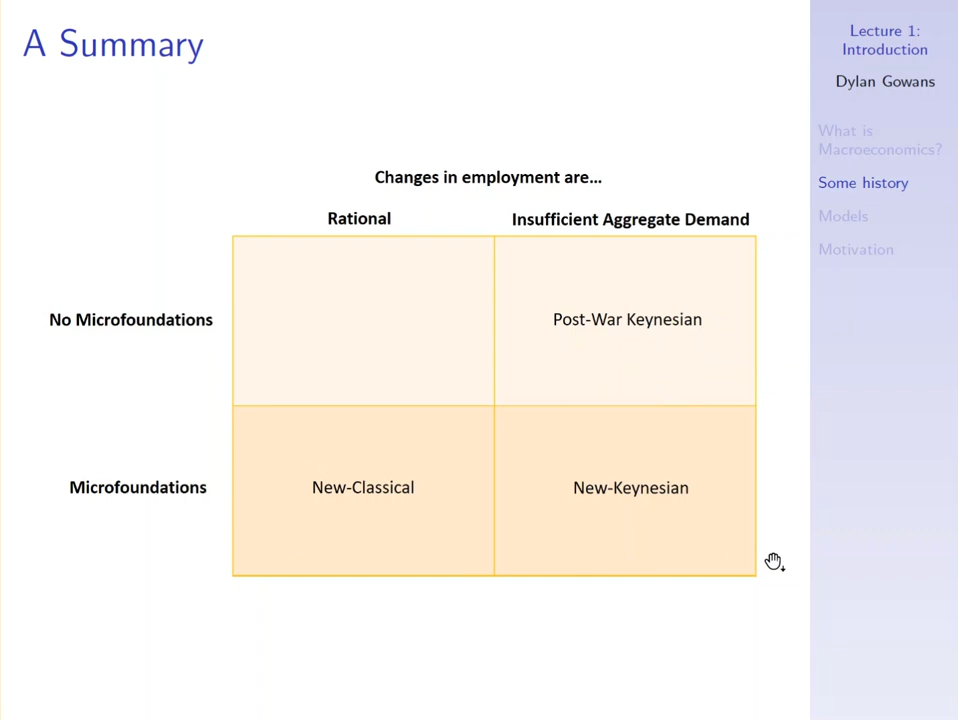 A Summary
Changes in employment are...
Rational
Insufficient Aggregate Demand
No Microfoundations
Post-War Keynesian
Microfoundations
New-Classical
New-Keynesian
Lecture 1:
Introduction
Dylan Gowans
What is
Macroeconomics?
Some history
Models
Motivation